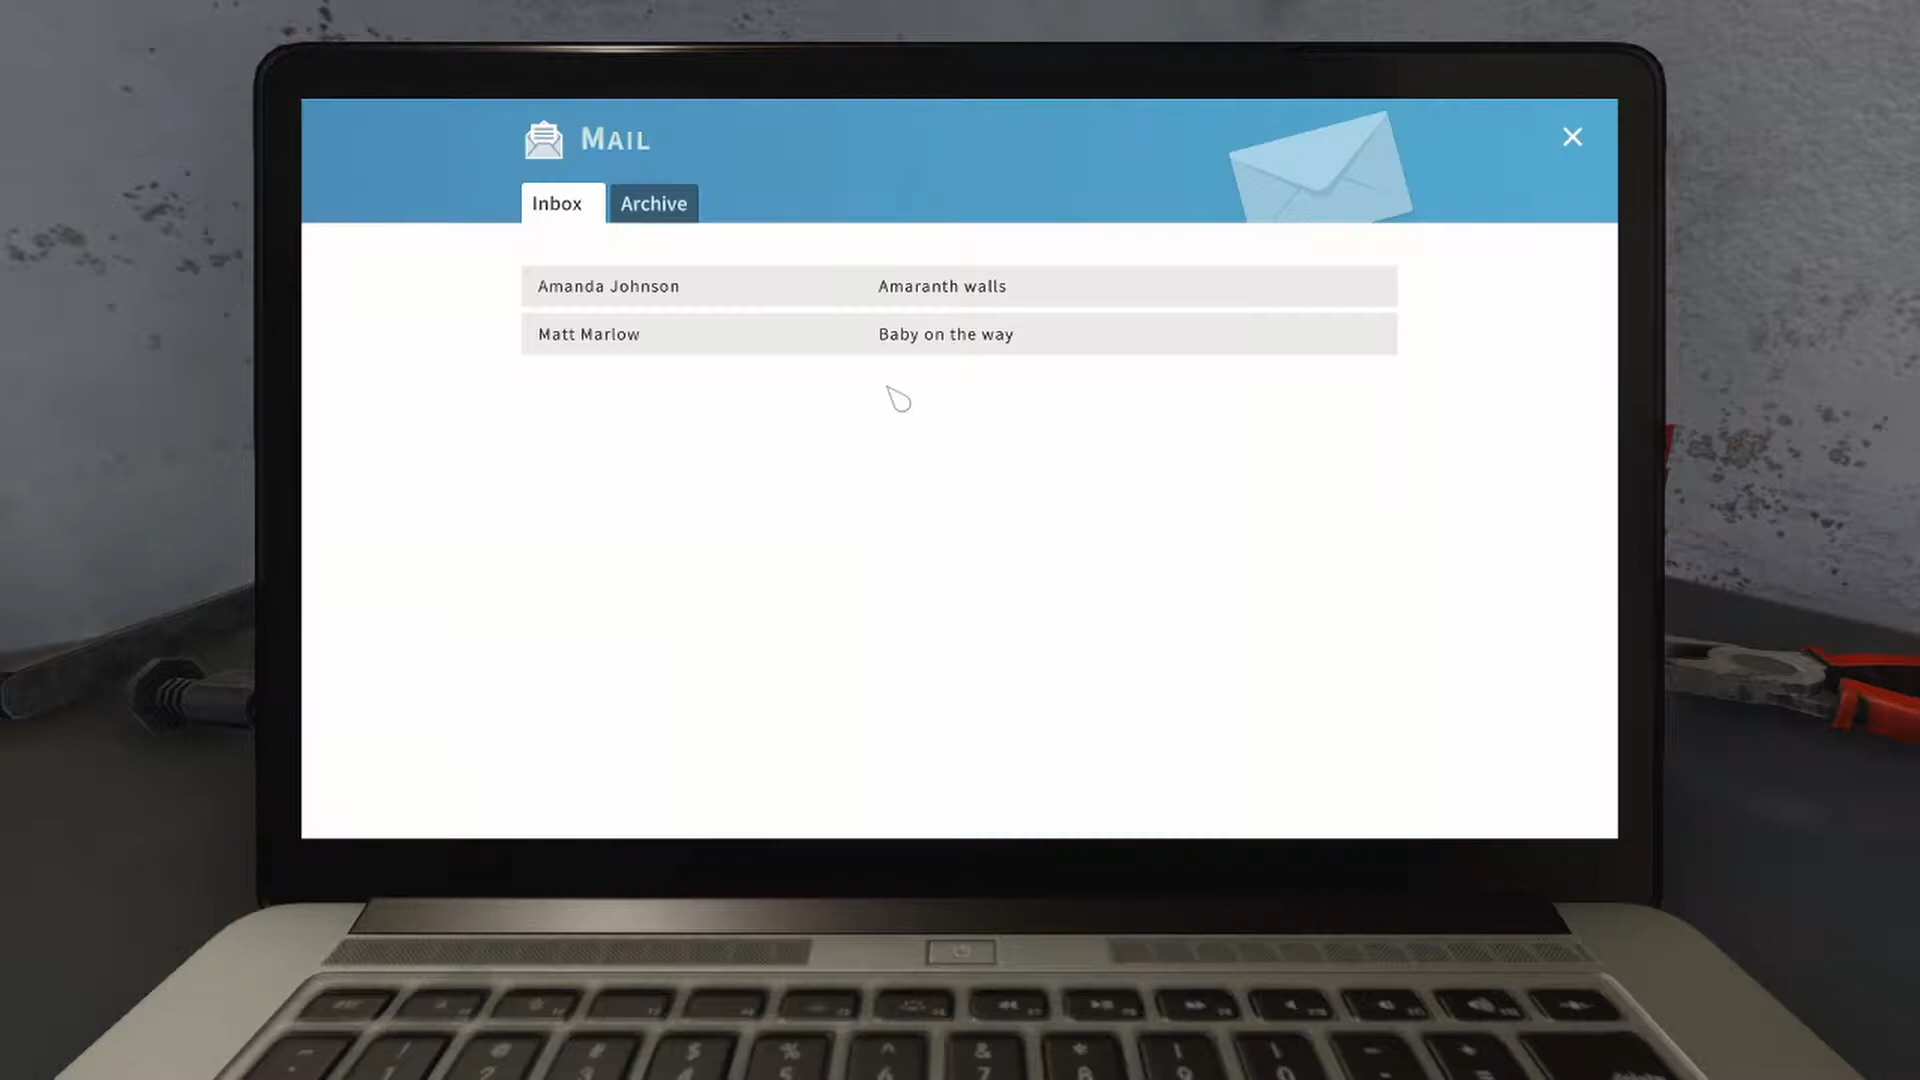 MAIL
Inbox Archive
Amanda Johnson Amaranth walls
Matt Marlow Baby on the way